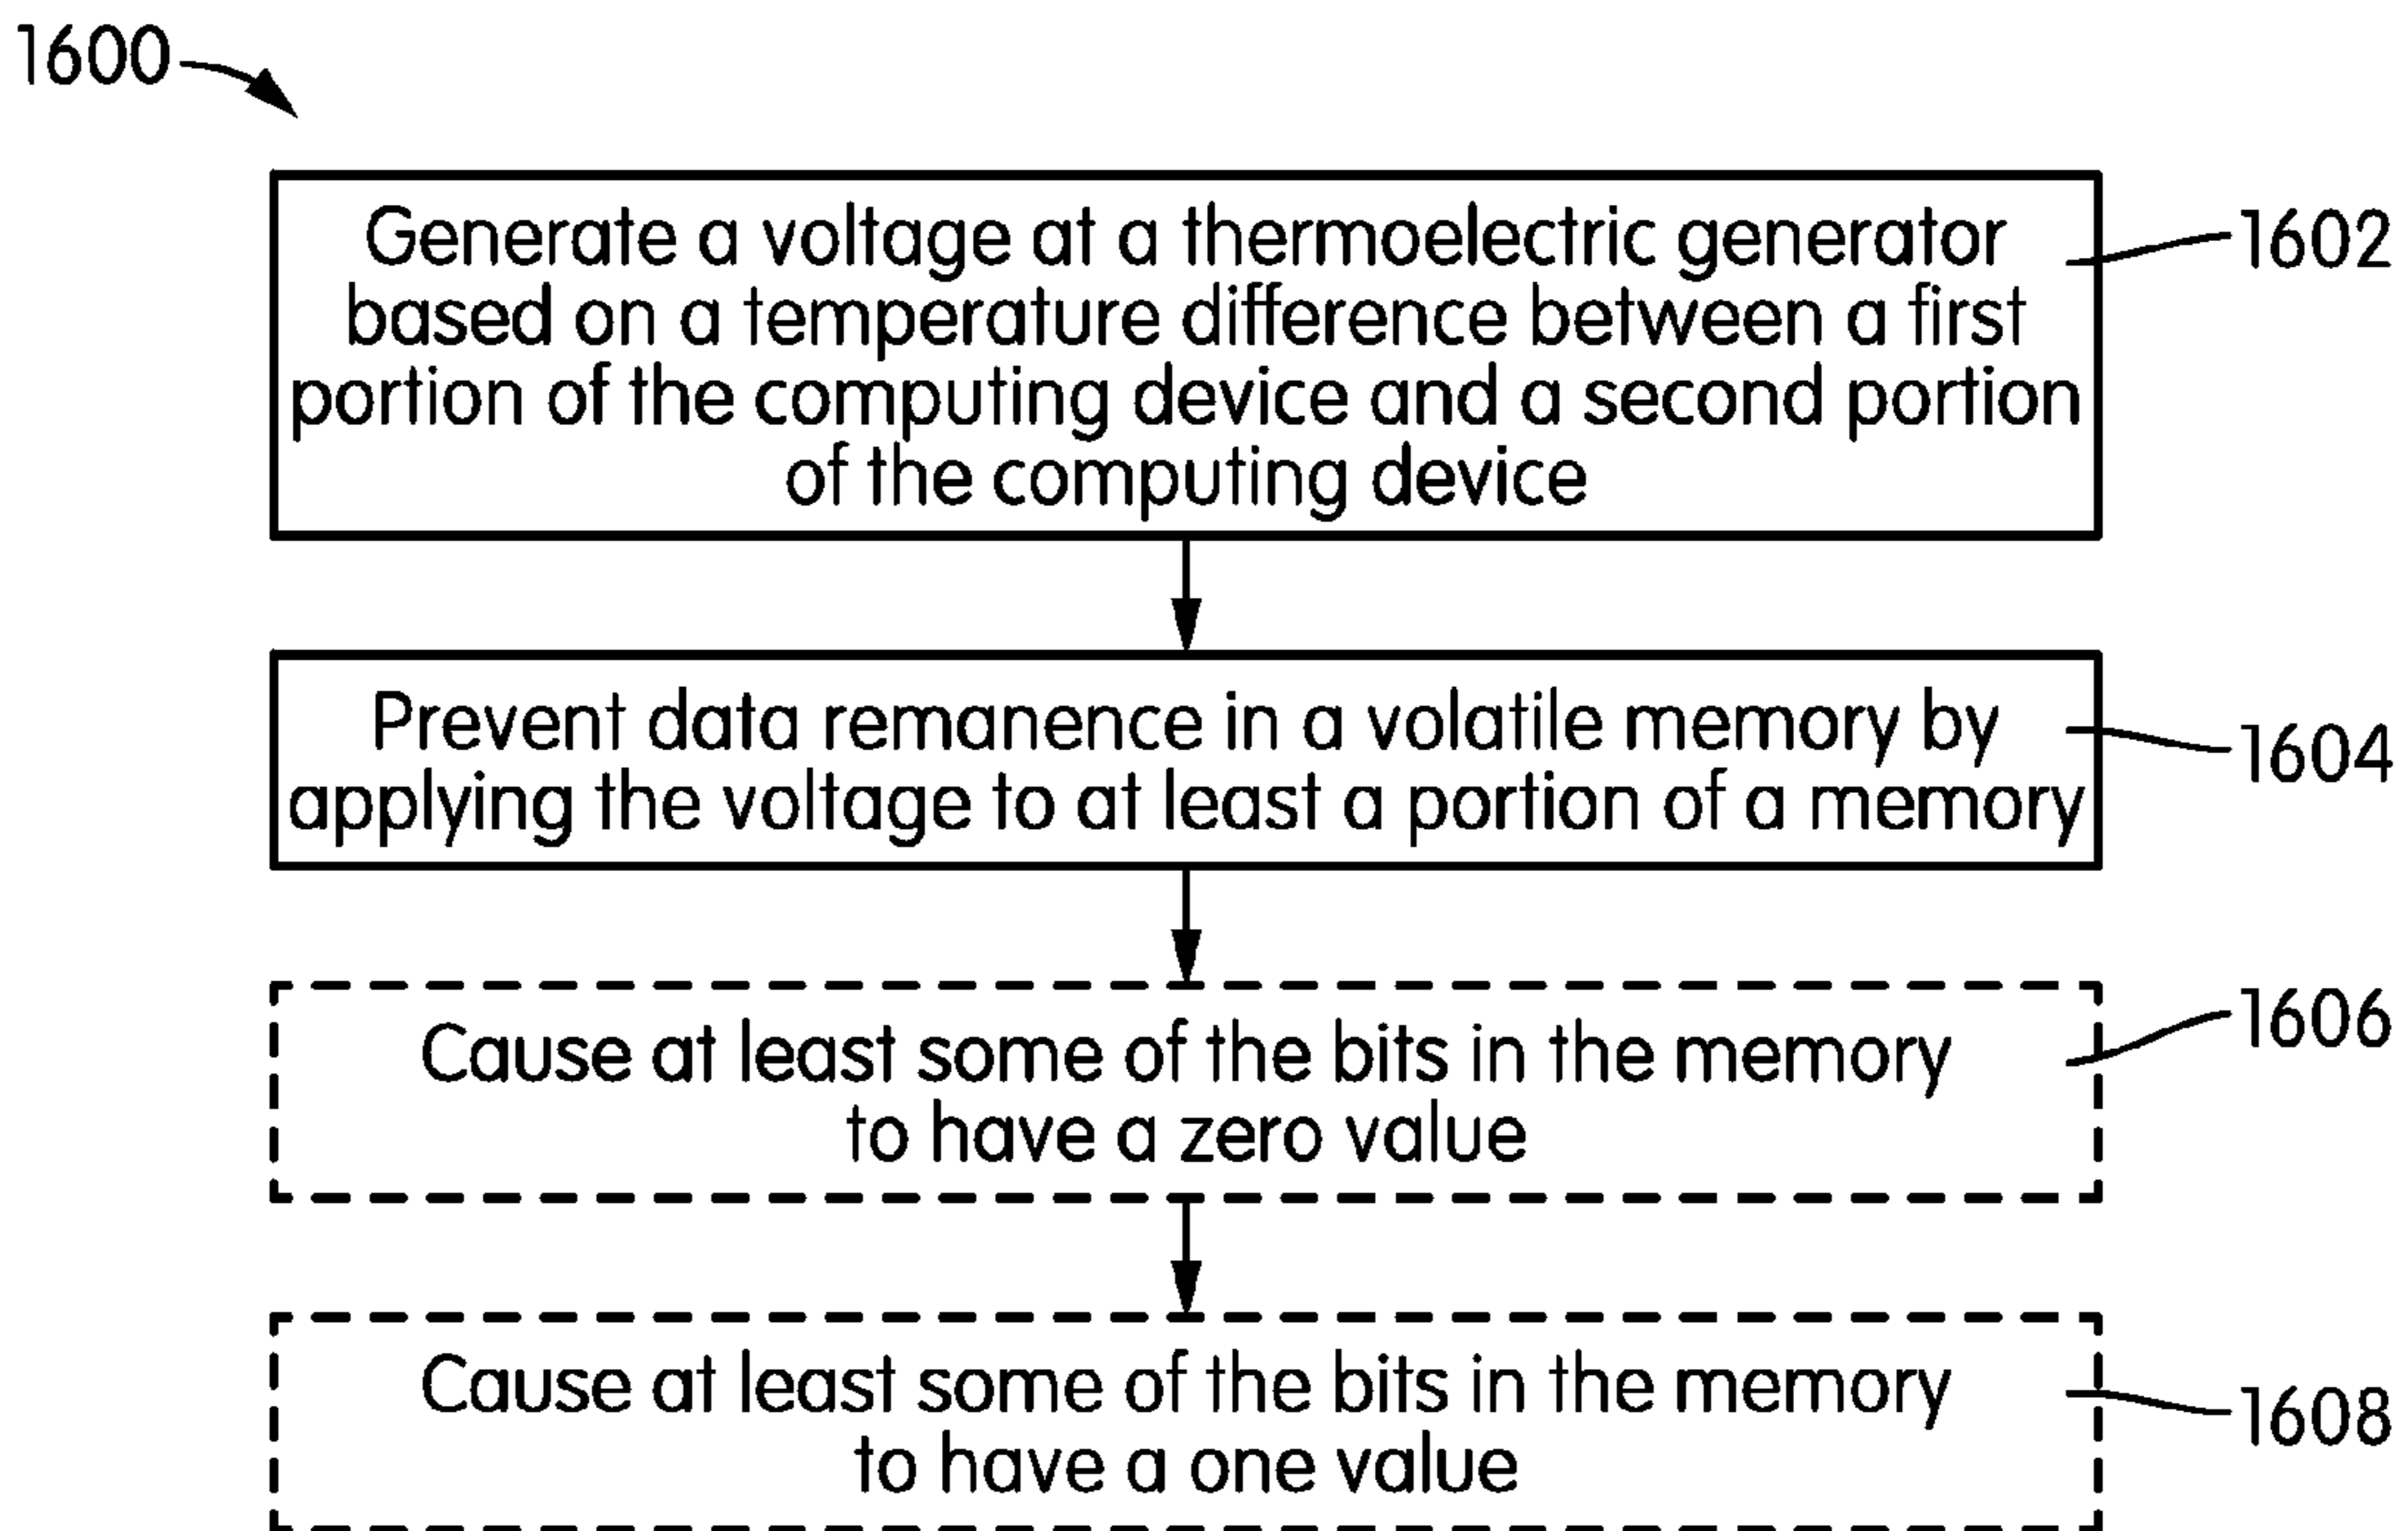 1600
Generate a voltage at a thermoelectric generator
based on a temperature difference between a first
portion of the computing device and a second portion
of the computing device
1602
Prevent data remanence in a volatile memory by
applying the voltage to at least a portion of a memory
1604
Cause at least some of the bits in the memory
to have a zero value
1606
Cause at least some of the bits in the memory
to have a one value
1608